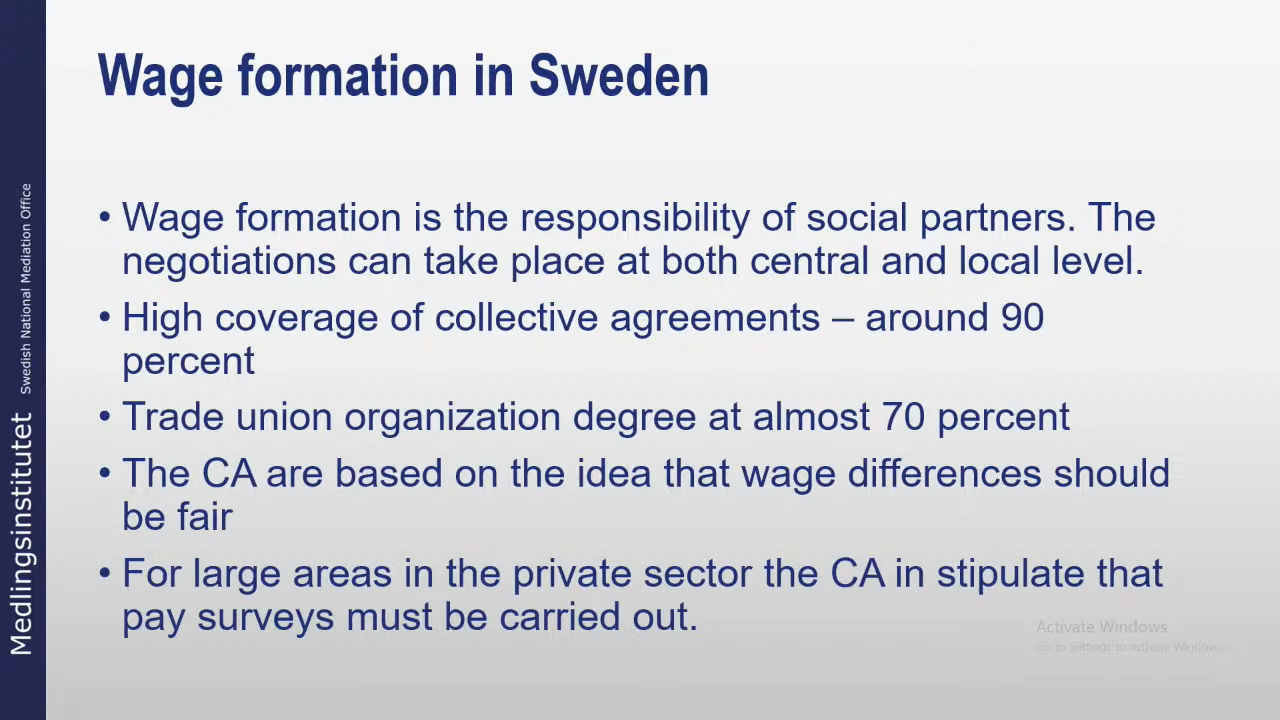 Wage formation in Sweden
• Wage formation is the responsibility of social partners. The
negotiations can take place at both central and local level.
• High coverage of collective agreements – around 90
percent
• Trade union organization degree at almost 70 percent
• The CA are based on the idea that wage differences should
be fair
• For large areas in the private sector the CA in stipulate that
pay surveys must be carried out.
Medlingsinstitutet Swedish National Mediation Office
Activate Windows
Go to Settings to activate Windows.